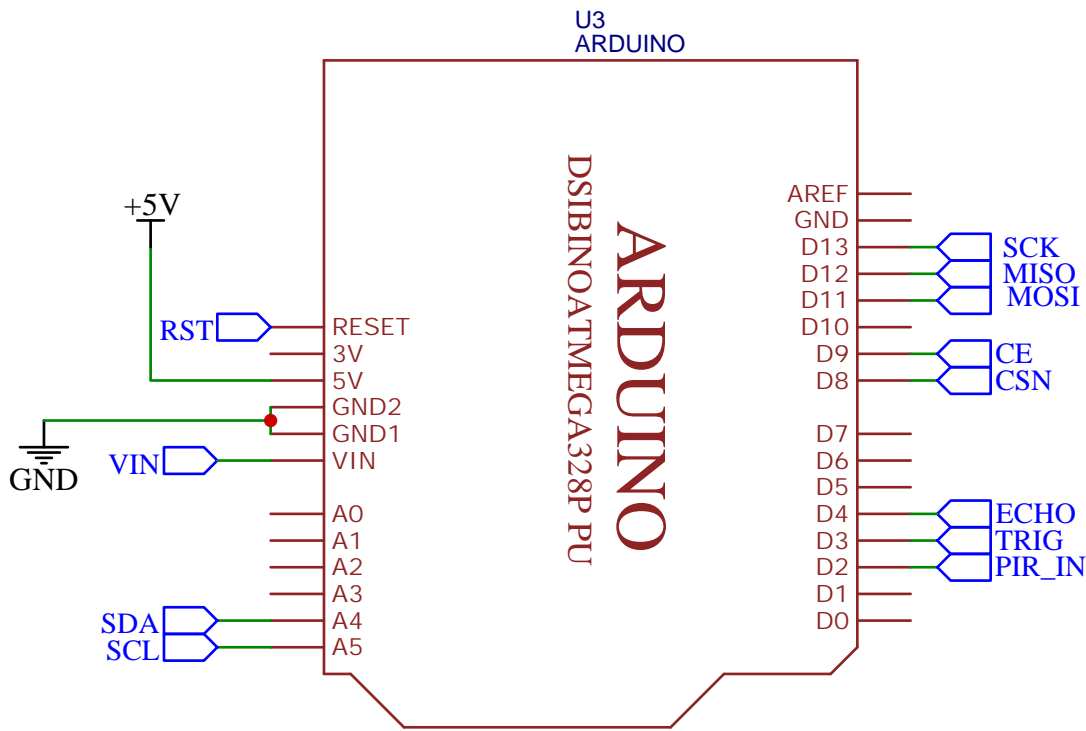 U3
ARDUINO
+5V
RST
RESET
3V
5V
GND2
GND1
GND
VIN
VIN
A0
A1
A2
A3
SDA
A4
SCL
A5
ARDUINO
DSIBINOATMEGA328P PU
AREF
GND
D13
SCK
D12
MISO
D11
MOSI
D10
D9
CE
D8
CSN
D7
D6
D5
D4
ECHO
D3
TRIG
D2
PIR_IN
D1
D0